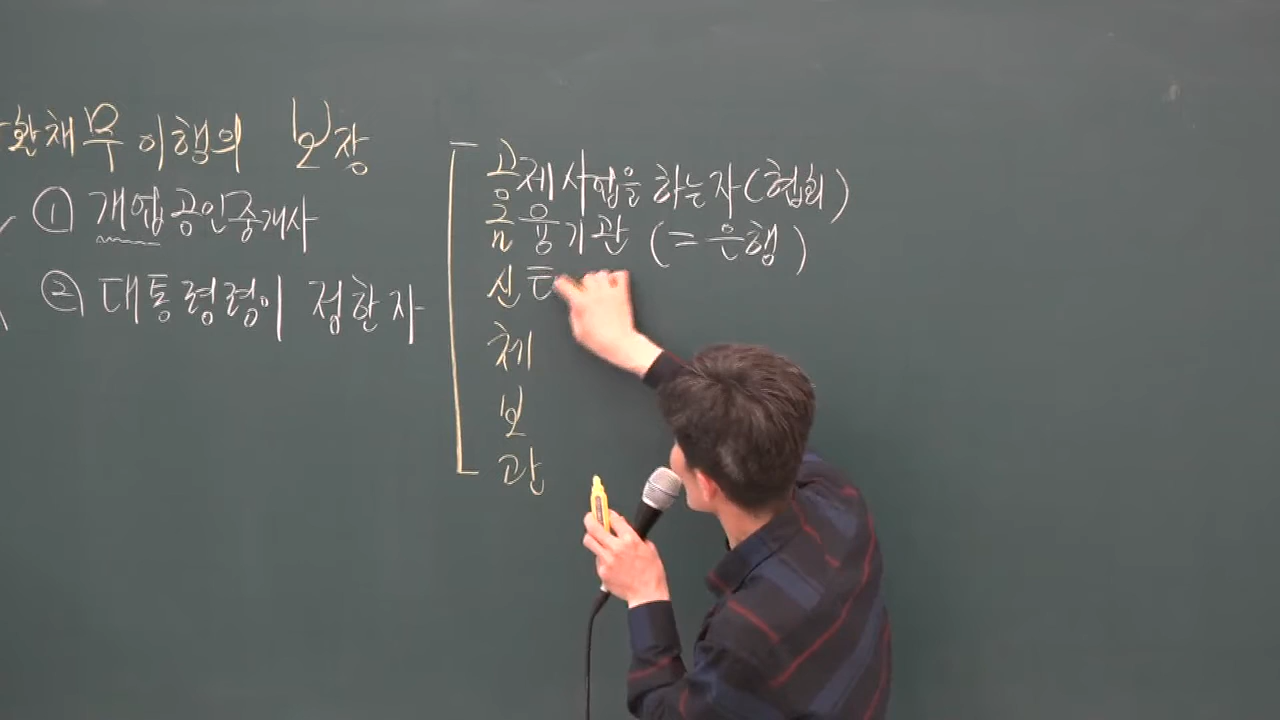 환채무 이행의 보장
① 개업공인중개사
② 대통령령이 정한 자
공제사업을 하는 자 (협회)
금융기관 (= 은행)
신
체
보
관